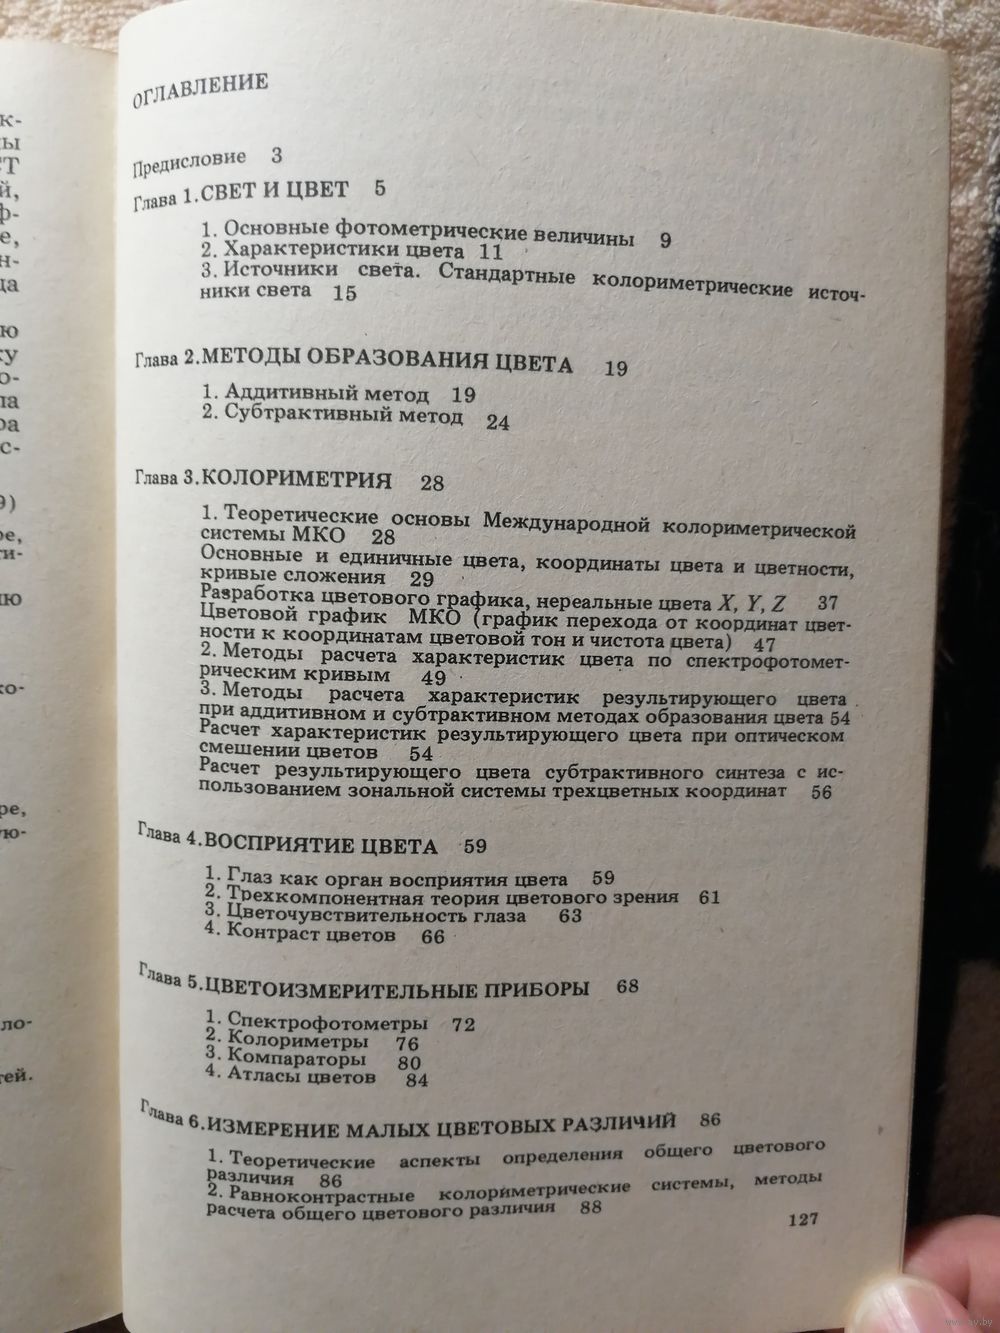 ОГЛАВЛЕНИЕ
Предисловие 3
Глава 1. СВЕТ И ЦВЕТ 5
1. Основные фотометрические величины 9
2. Характеристики цвета 11
3. Источники света. Стандартные колориметрические источ-
ники света 15
Глава 2. МЕТОДЫ ОБРАЗОВАНИЯ ЦВЕТА 19
1. Аддитивный метод 19
2. Субтрактивный метод 24
Глава 3. КОЛОРИМЕТРИЯ 28
1. Теоретические основы Международной колориметрической
системы МКО 28
Основные и единичные цвета, координаты цвета и цветности,
кривые сложения 29
Разработка цветового графика, нереальные цвета X, Y, Z 37
Цветовой график МКО (график перехода от координат цвет-
ности к координатам цветовой тон и чистота цвета) 47
2. Методы расчета характеристик цвета по спектрофотомет-
рическим кривым 49
3. Методы расчета характеристик результирующего цвета
при аддитивном и субтрактивном методах образования цвета 54
Расчет характеристик результирующего цвета при оптическом
смешении цветов 54
Расчет результирующего цвета субтрактивного синтеза с ис-
пользованием зональной системы трехцветных координат 56
Глава 4. ВОСПРИЯТИЕ ЦВЕТА 59
1. Глаз как орган восприятия цвета 59
2. Трехкомпонентная теория цветового зрения 61
3. Цветочувствительность глаза 63
4. Контраст цветов 66
Глава 5. ЦВЕТОИЗМЕРИТЕЛЬНЫЕ ПРИБОРЫ 68
1. Спектрофотометры 72
2. Колориметры 76
3. Компараторы 80
4. Атласы цветов 84
Глава 6. ИЗМЕРЕНИЕ МАЛЫХ ЦВЕТОВЫХ РАЗЛИЧИЙ 86
1. Теоретические аспекты определения общего цветового
различия 86
2. Равноконтрастные колориметрические системы, методы
расчета общего цветового различия 88
127